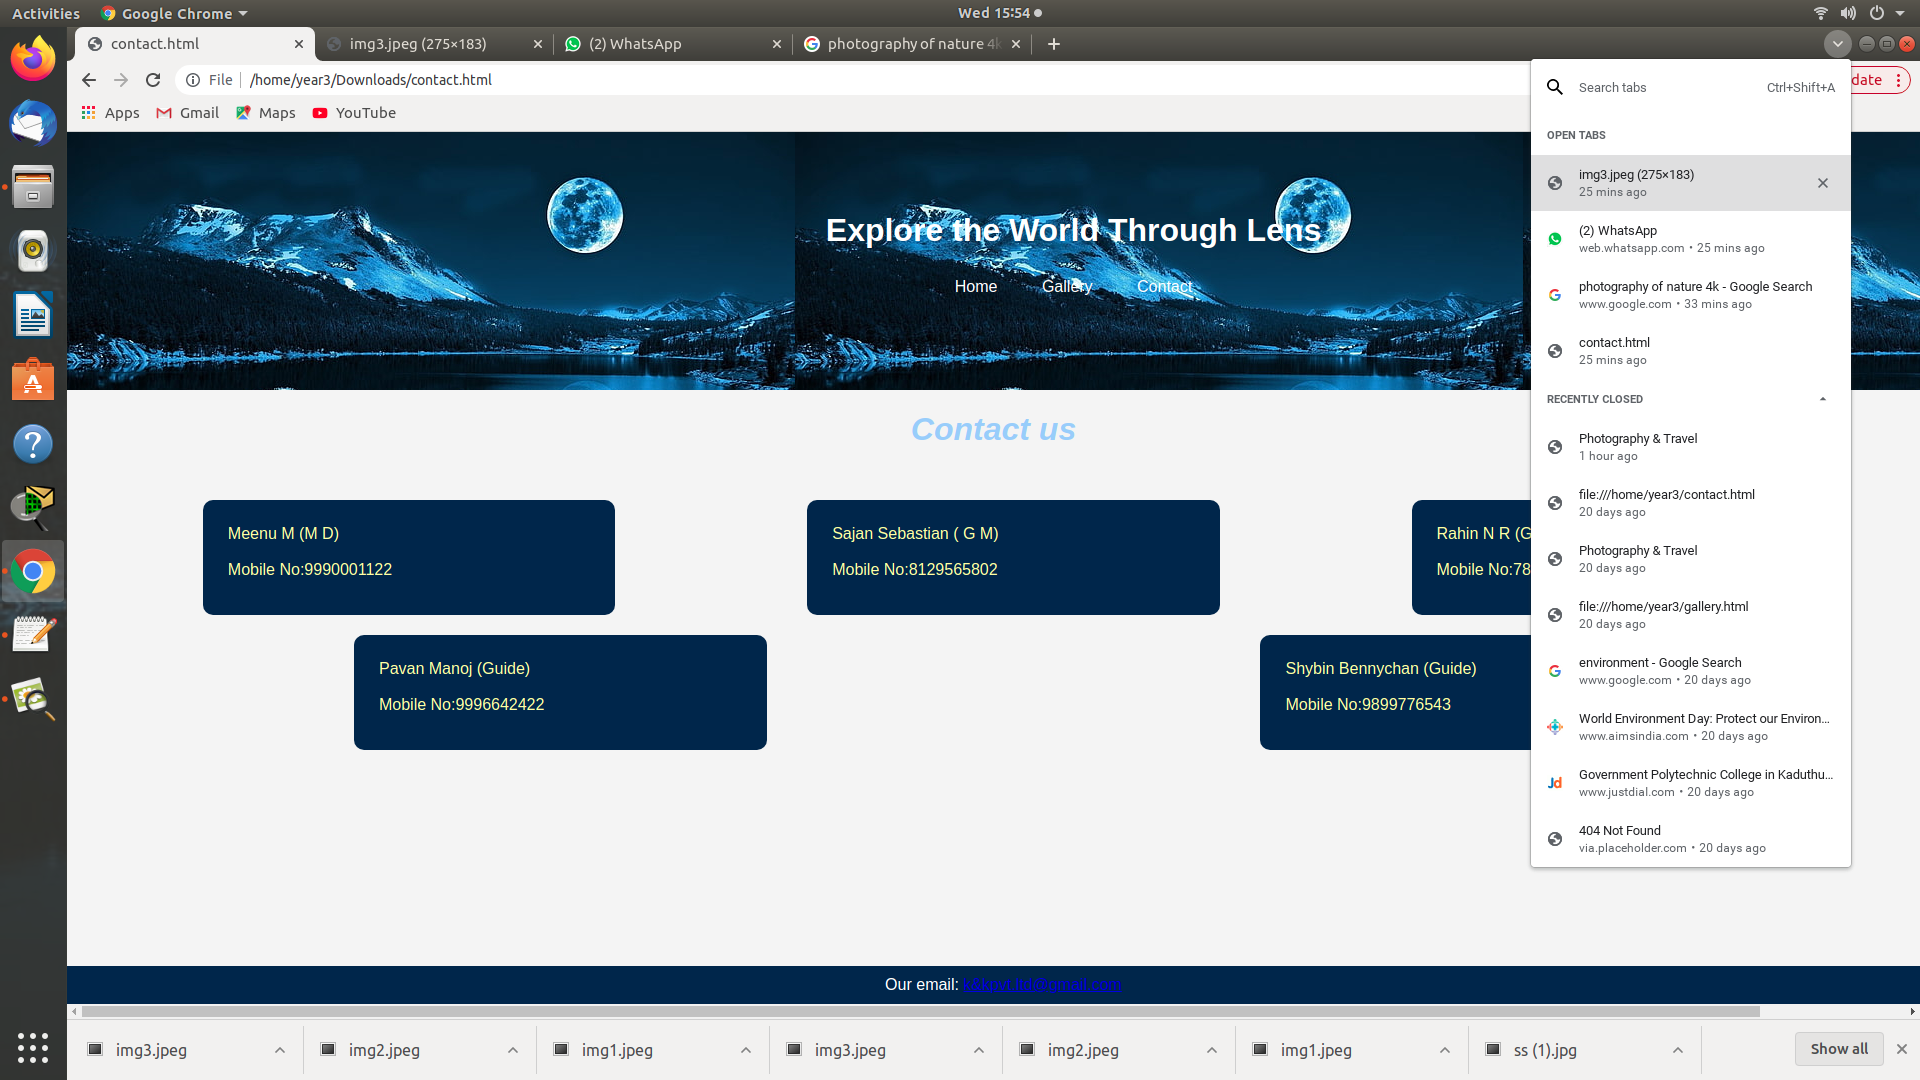 Activities
Google Chrome
Wed 15:54
contact.html
img3.jpeg (275×183)
(2) WhatsApp
photography of nature 4k
File
/home/year3/Downloads/contact.html
date
Apps
Gmail
Maps
YouTube
Search tabs
Ctrl+Shift+A
OPEN TABS
img3.jpeg (275×183)
25 mins ago
(2) WhatsApp
web.whatsapp.com • 25 mins ago
photography of nature 4k - Google Search
www.google.com • 33 mins ago
contact.html
25 mins ago
RECENTLY CLOSED
Photography & Travel
1 hour ago
file:///home/year3/contact.html
20 days ago
Photography & Travel
20 days ago
file:///home/year3/gallery.html
20 days ago
environment - Google Search
www.google.com • 20 days ago
World Environment Day: Protect our Environ...
www.aimsindia.com • 20 days ago
Government Polytechnic College in Kaduthu...
www.justdial.com • 20 days ago
404 Not Found
via.placeholder.com • 20 days ago
Explore the World Through Lens
Home
Gallery
Contact
Contact us
Meenu M (M D)
Mobile No:9990001122
Sajan Sebastian ( G M)
Mobile No:8129565802
Rahin N R (G
Mobile No:78
Pavan Manoj (Guide)
Mobile No:9996642422
Shybin Bennychan (Guide)
Mobile No:9899776543
Our email: k&kpvt.ltd@gmail.com
img3.jpeg
img2.jpeg
img1.jpeg
img3.jpeg
img2.jpeg
img1.jpeg
ss (1).jpg
Show all